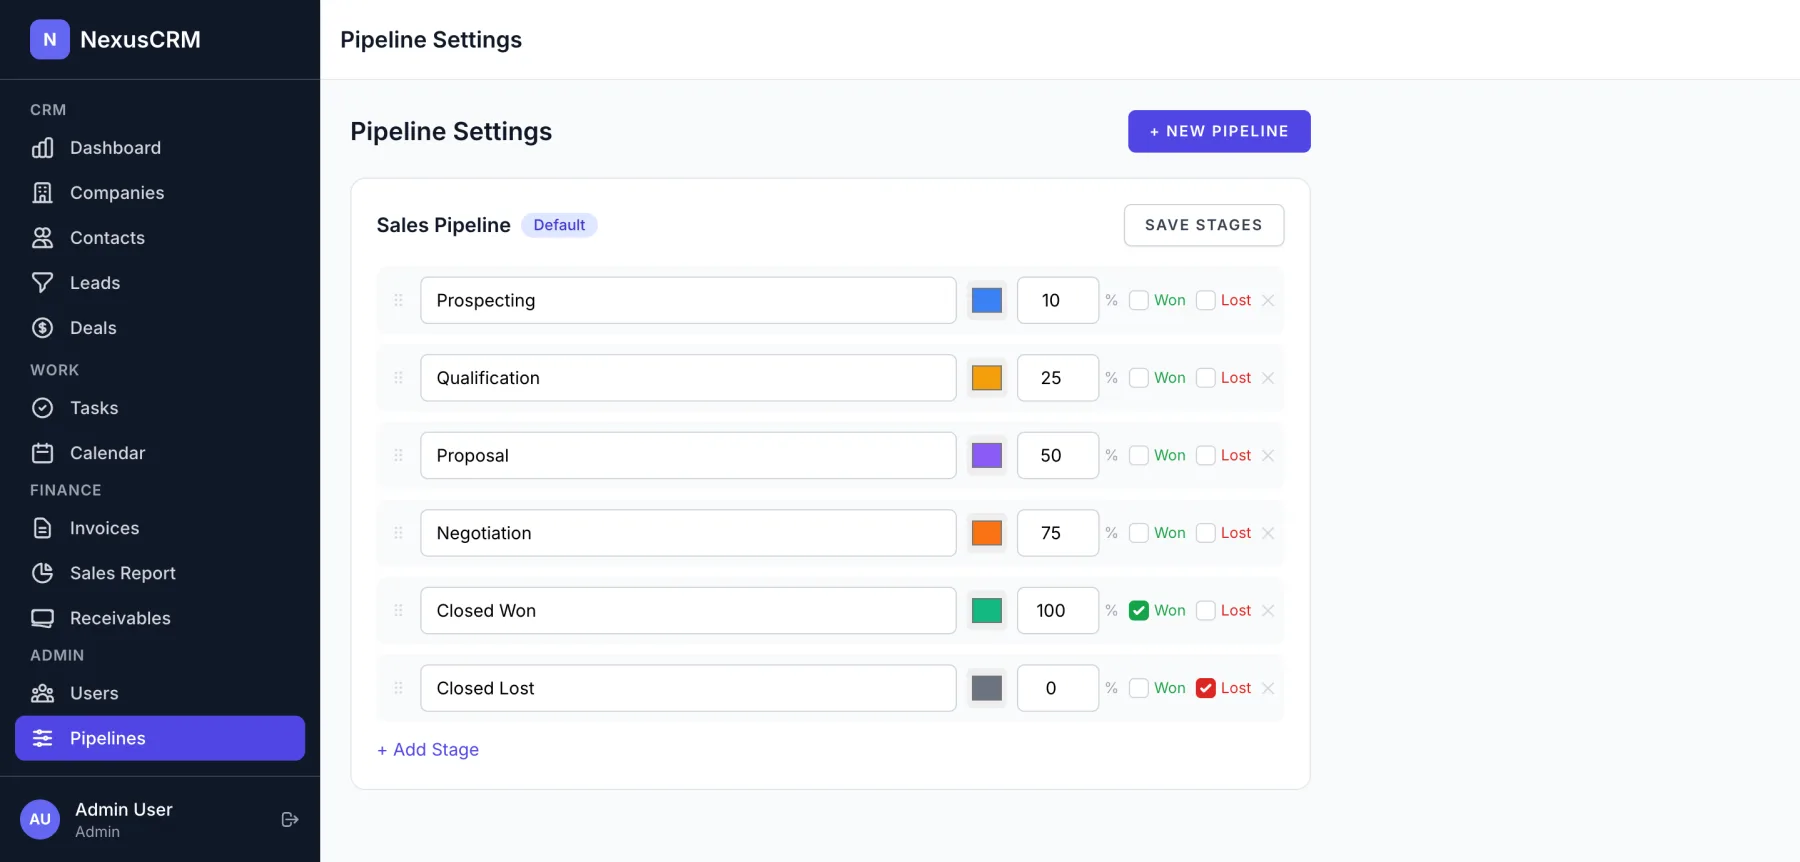 N NexusCRM
CRM
Dashboard
Companies
Contacts
Leads
Deals
WORK
Tasks
Calendar
FINANCE
Invoices
Sales Report
Receivables
ADMIN
Users
Pipelines
AU Admin User
Admin
Pipeline Settings
Pipeline Settings + NEW PIPELINE
Sales Pipeline Default SAVE STAGES
Prospecting 10 % Won Lost
Qualification 25 % Won Lost
Proposal 50 % Won Lost
Negotiation 75 % Won Lost
Closed Won 100 % Won Lost
Closed Lost 0 % Won Lost
+ Add Stage